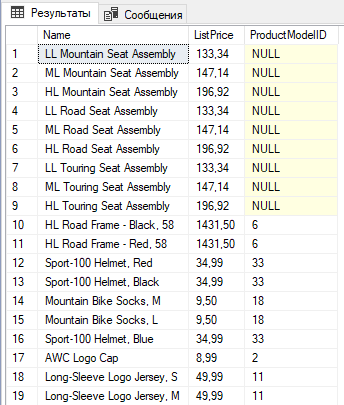 Результаты Сообщения
Name ListPrice ProductModelID
1 LL Mountain Seat Assembly 133,34 NULL
2 ML Mountain Seat Assembly 147,14 NULL
3 HL Mountain Seat Assembly 196,92 NULL
4 LL Road Seat Assembly 133,34 NULL
5 ML Road Seat Assembly 147,14 NULL
6 HL Road Seat Assembly 196,92 NULL
7 LL Touring Seat Assembly 133,34 NULL
8 ML Touring Seat Assembly 147,14 NULL
9 HL Touring Seat Assembly 196,92 NULL
10 HL Road Frame - Black, 58 1431,50 6
11 HL Road Frame - Red, 58 1431,50 6
12 Sport-100 Helmet, Red 34,99 33
13 Sport-100 Helmet, Black 34,99 33
14 Mountain Bike Socks, M 9,50 18
15 Mountain Bike Socks, L 9,50 18
16 Sport-100 Helmet, Blue 34,99 33
17 AWC Logo Cap 8,99 2
18 Long-Sleeve Logo Jersey, S 49,99 11
19 Long-Sleeve Logo Jersey, M 49,99 11